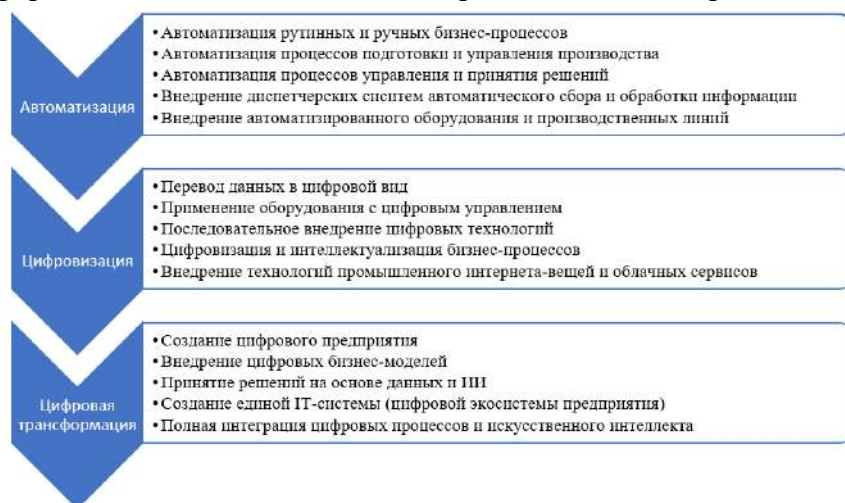 • Автоматизация рутинных и ручных бизнес-процессов
• Автоматизация процессов подготовки и управления производства
• Автоматизация процессов управления и принятия решений
• Внедрение диспетчерских сиситем автоматического сбора и обработки информации
• Внедрение автоматизированного оборудования и производственных линий
Автоматизация
• Перевод данных в цифровой вид
• Применение оборудования с цифровым управлением
• Последовательное внедрение цифровых технологий
• Цифровизация и интеллектуализация бизнес-процессов
• Внедрение технологий промышленного интернета-вещей и облачных сервисов
Цифровизация
• Создание цифрового предприятия
• Внедрение цифровых бизнес-моделей
• Принятие решений на основе данных и ИИ
• Создание единой IT-системы (цифровой экосистемы предприятия)
• Полная интеграция цифровых процессов и искусственного интеллекта
Цифровая
трансформация